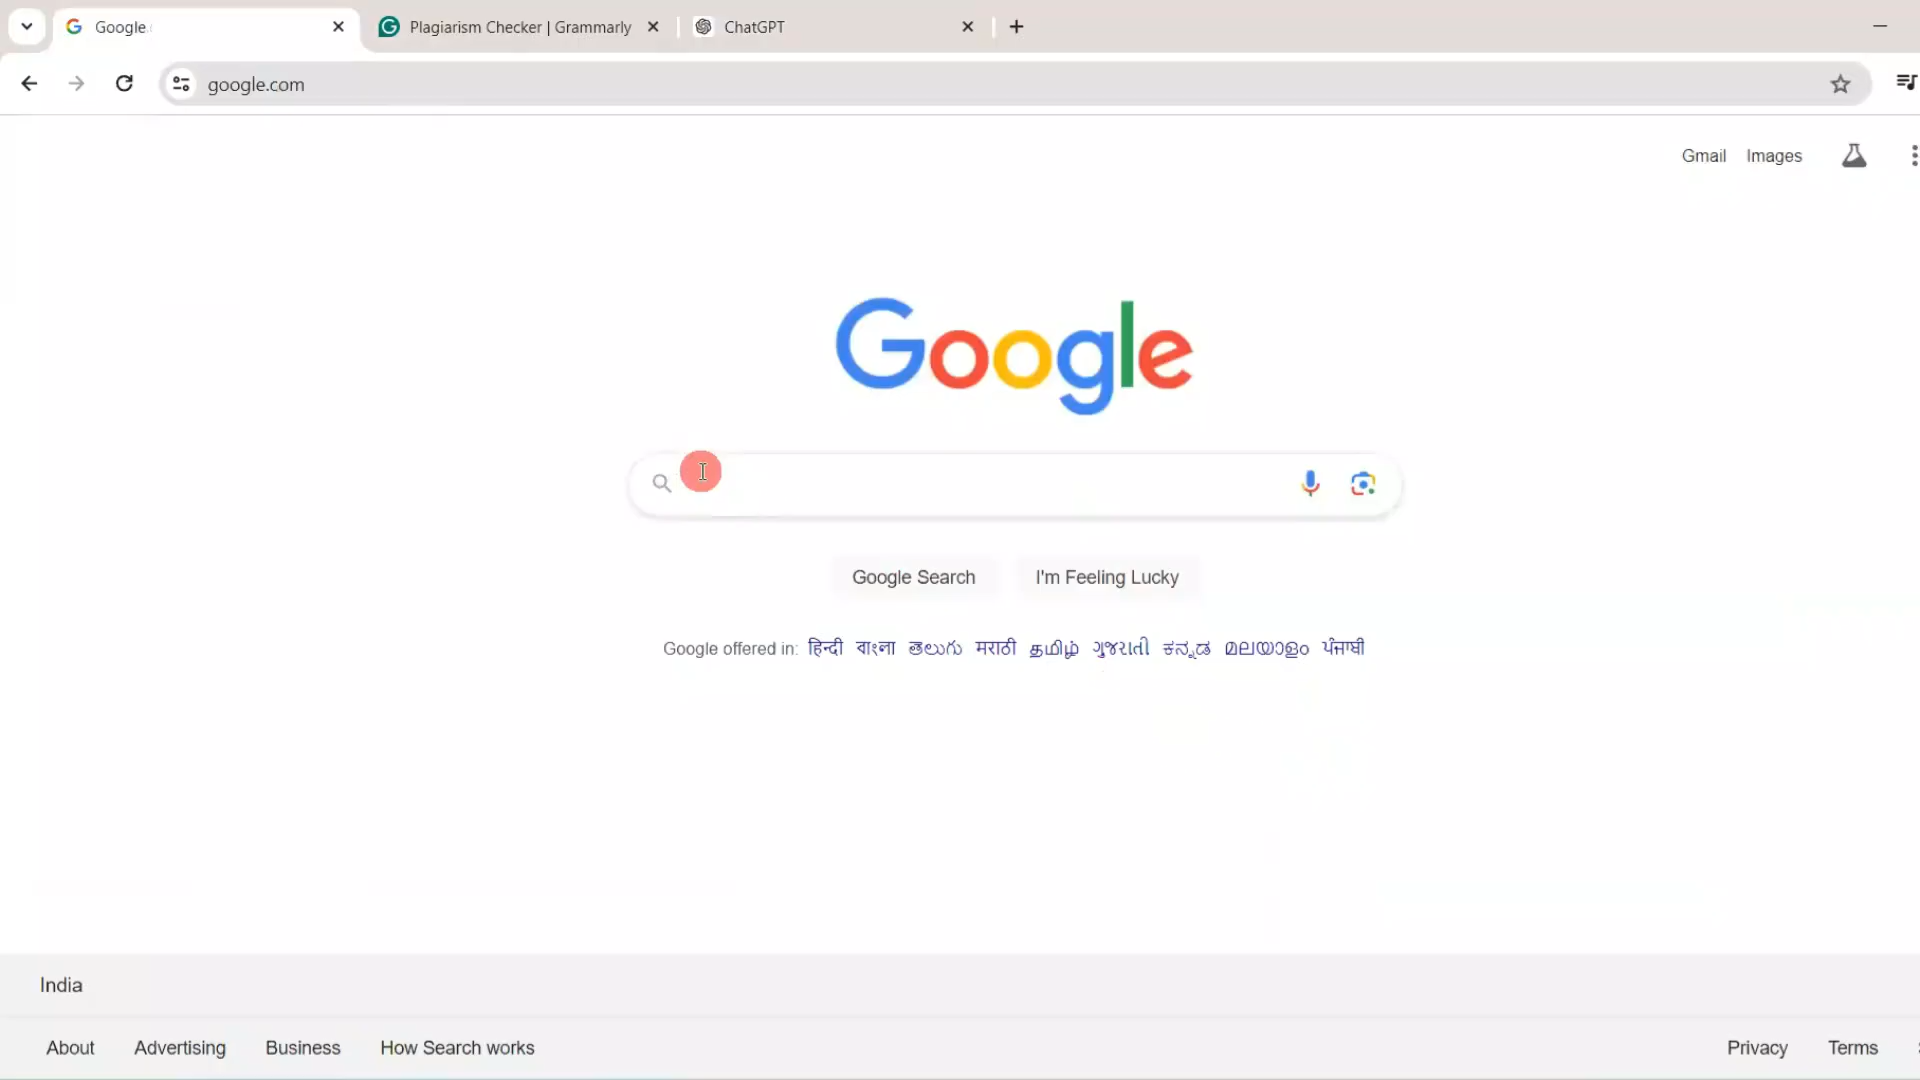 Google
Plagiarism Checker | Grammarly
ChatGPT
google.com
Gmail Images
Google
Google Search I'm Feeling Lucky
Google offered in: हिन्दी বাংলা తెలుగు मराठी தமிழ் ગુજરાતી ಕನ್ನಡ മലയാളം ਪੰਜਾਬੀ
India
About Advertising Business How Search works Privacy Terms